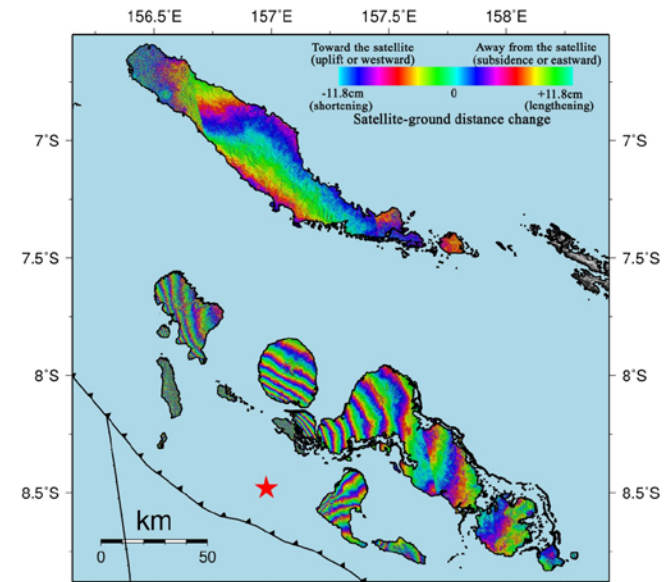 156.5°E 157°E 157.5°E 158°E
Toward the satellite Away from the satellite
(uplift or westward) (subsidence or eastward)
-11.8cm 0 +11.8cm
(shortening) (lengthening)
Satellite-ground distance change
7°S 7°S
7.5°S 7.5°S
8°S 8°S
8.5°S 8.5°S
km
0 50